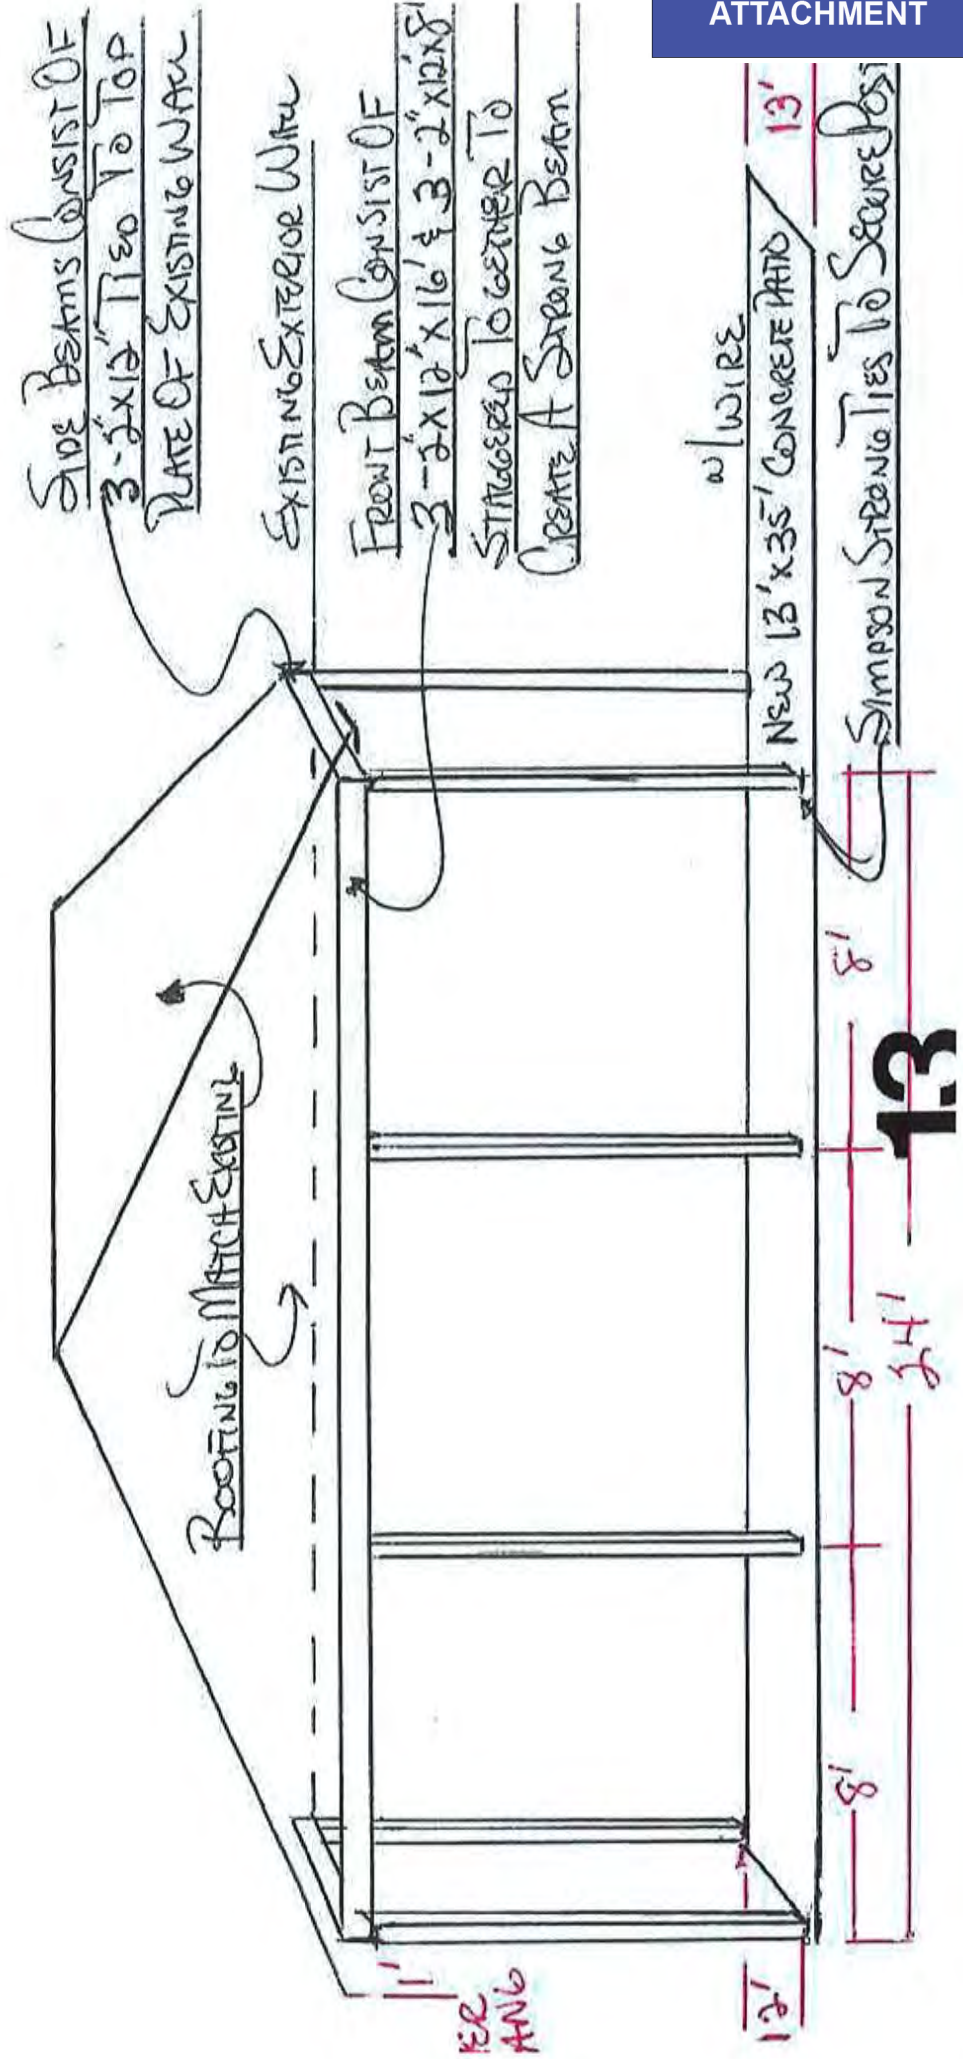 ATTACHMENT
SIDE BEAMS CONSIST OF
3-2"X12" TIED TO TOP
PLATE OF EXISTING WALL
EXISTING EXTERIOR WALL
FRONT BEAM CONSIST OF
3-2"X12"X16' & 3-2"X12"X8'
STAGGERED TOGETHER TO
CREATE A STRONG BEAM
ROOFING TO MATCH EXISTING
W/WIRE
NEW 13'X35' CONCRETE PATIO
13'
SIMPSON STRONG TIES TO SECURE POST
1'
ER
ANG
12'
8'
8'
8'
24'
13